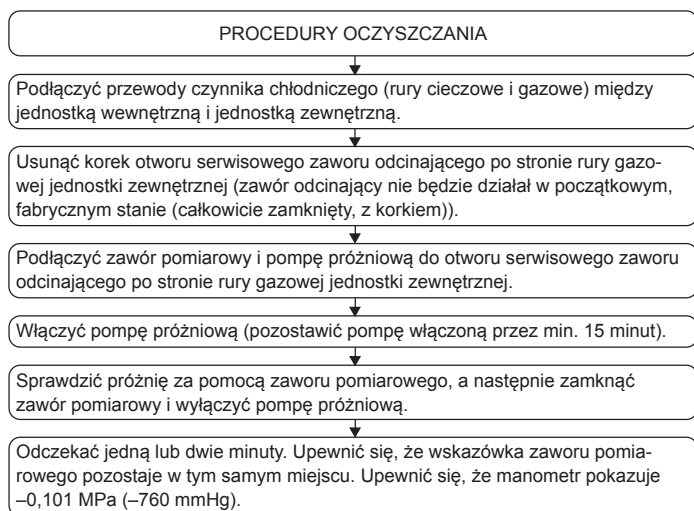 PROCEDURY OCZYSZCZANIA
Podłączyć przewody czynnika chłodniczego (rury cieczowe i gazowe) między
jednostką wewnętrzną i jednostką zewnętrzną.
Usunąć korek otworu serwisowego zaworu odcinającego po stronie rury gazo-
wej jednostki zewnętrznej (zawór odcinający nie będzie działał w początkowym,
fabrycznym stanie (całkowicie zamknięty, z korkiem)).
Podłączyć zawór pomiarowy i pompę próżniową do otworu serwisowego zaworu
odcinającego po stronie rury gazowej jednostki zewnętrznej.
Włączyć pompę próżniową (pozostawić pompę włączoną przez min. 15 minut).
Sprawdzić próżnię za pomocą zaworu pomiarowego, a następnie zamknąć
zawór pomiarowy i wyłączyć pompę próżniową.
Odczekać jedną lub dwie minuty. Upewnić się, że wskazówka zaworu pomia-
rowego pozostaje w tym samym miejscu. Upewnić się, że manometr pokazuje
–0,101 MPa (–760 mmHg).